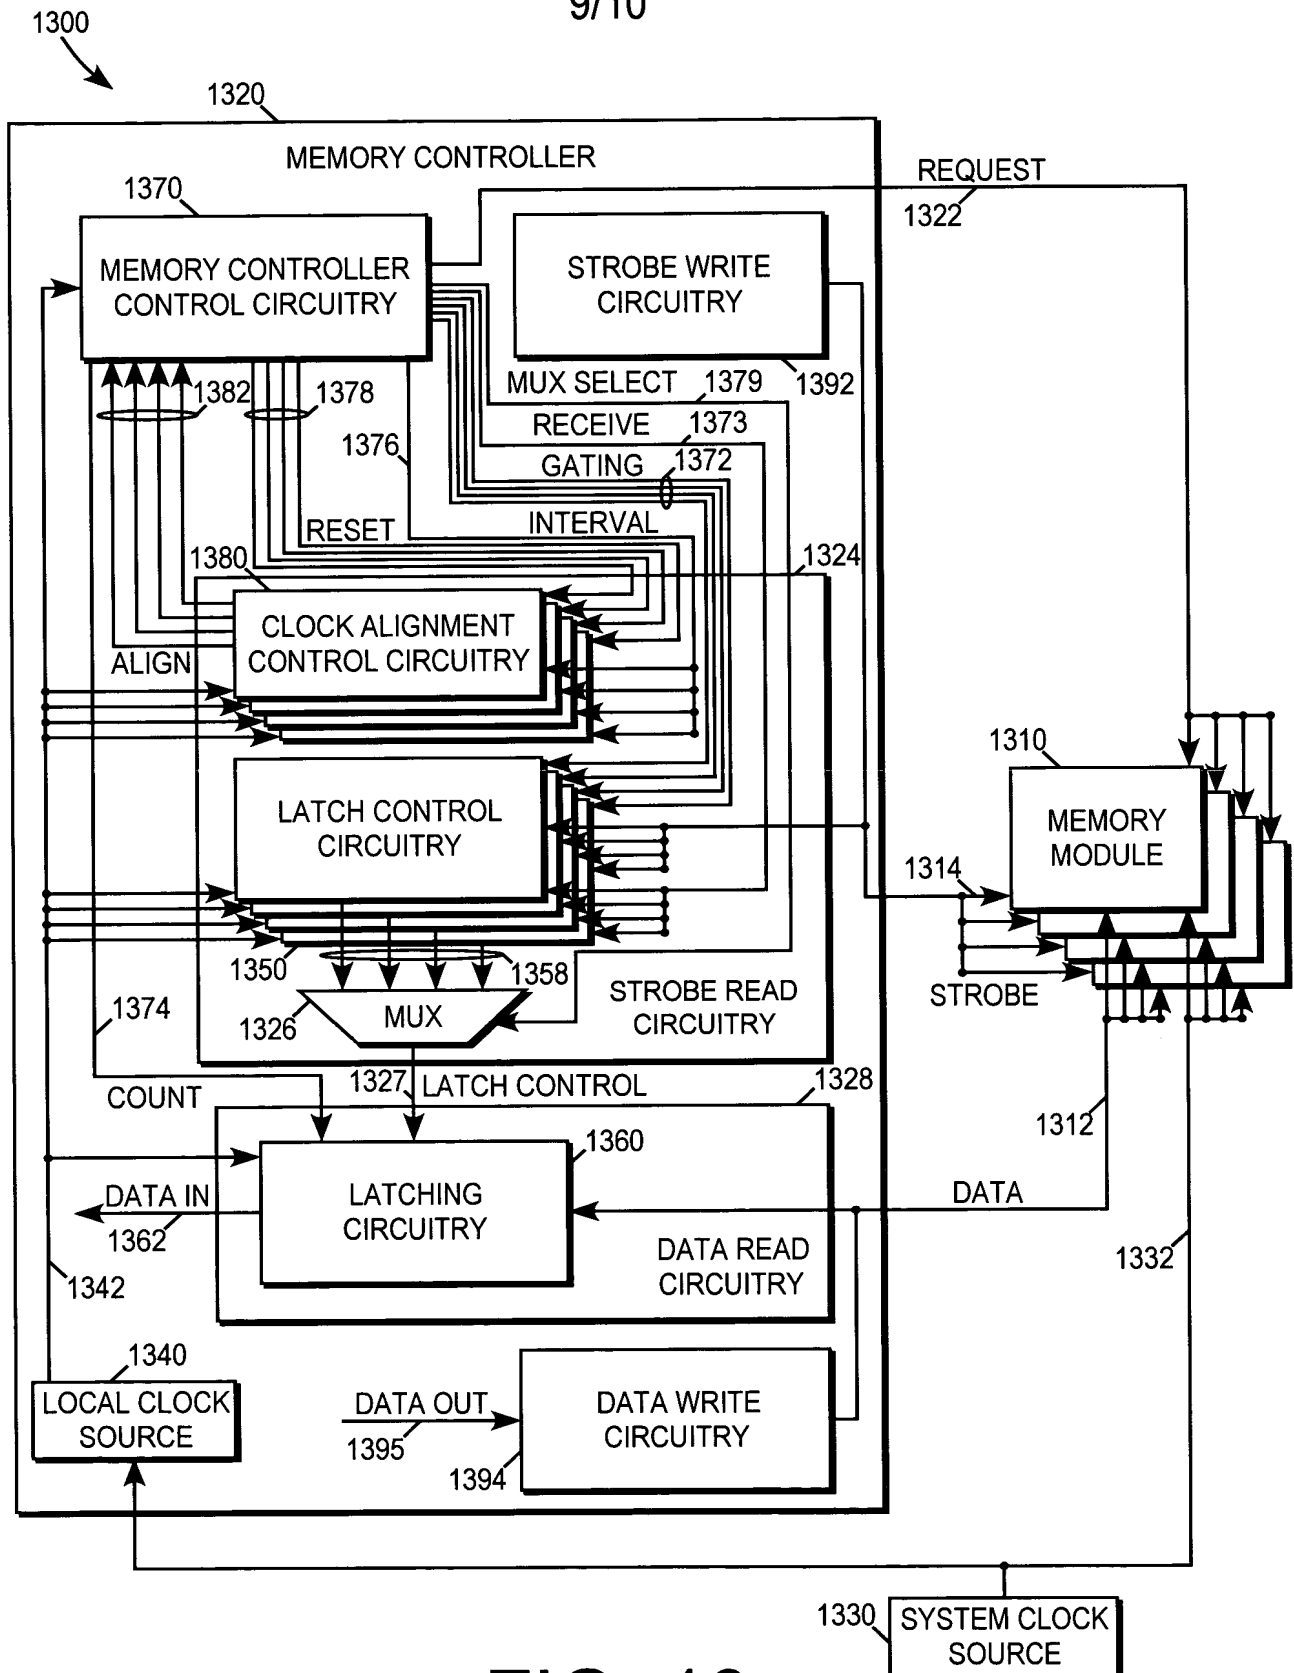 9/10
1300
1320
MEMORY CONTROLLER
REQUEST
1322
1370
MEMORY CONTROLLER
CONTROL CIRCUITRY
STROBE WRITE
CIRCUITRY
1392
1382
1378
MUX SELECT
1379
RECEIVE
1373
1376
GATING
1372
RESET
INTERVAL
1380
1324
CLOCK ALIGNMENT
CONTROL CIRCUITRY
ALIGN
LATCH CONTROL
CIRCUITRY
1310
MEMORY
MODULE
1314
STROBE
1350
1358
1374
1326
MUX
STROBE READ
CIRCUITRY
COUNT
1327
LATCH CONTROL
1328
1312
1360
LATCHING
CIRCUITRY
DATA IN
1362
DATA
DATA READ
CIRCUITRY
1332
1342
1340
LOCAL CLOCK
SOURCE
DATA OUT
1395
DATA WRITE
CIRCUITRY
1394
1330
SYSTEM CLOCK
SOURCE